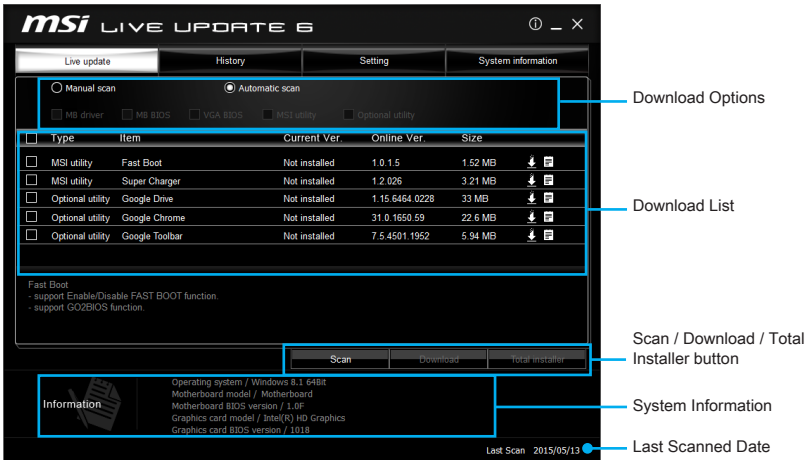 msi LIVE UPDATE 6
Live update History Setting System information
Manual scan Automatic scan
MB driver MB BIOS VGA BIOS MSI utility Optional utility
Download Options
Type Item Current Ver. Online Ver. Size
MSI utility Fast Boot Not installed 1.0.1.5 1.52 MB
MSI utility Super Charger Not installed 1.2.026 3.21 MB
Optional utility Google Drive Not installed 1.15.6464.0228 33 MB
Download List
Optional utility Google Chrome Not installed 31.0.1650.59 22.6 MB
Optional utility Google Toolbar Not installed 7.5.4501.1952 5.94 MB
Fast Boot
- support Enable/Disable FAST BOOT function.
- support GO2BIOS function.
Scan Download Total installer
Scan / Download / Total
Installer button
Information
Operating system / Windows 8.1 64Bit
Motherboard model / Motherboard
Motherboard BIOS version / 1.0F
Graphics card model / Intel(R) HD Graphics
Graphics card BIOS version / 1018
System Information
Last Scan 2015/05/13
Last Scanned Date